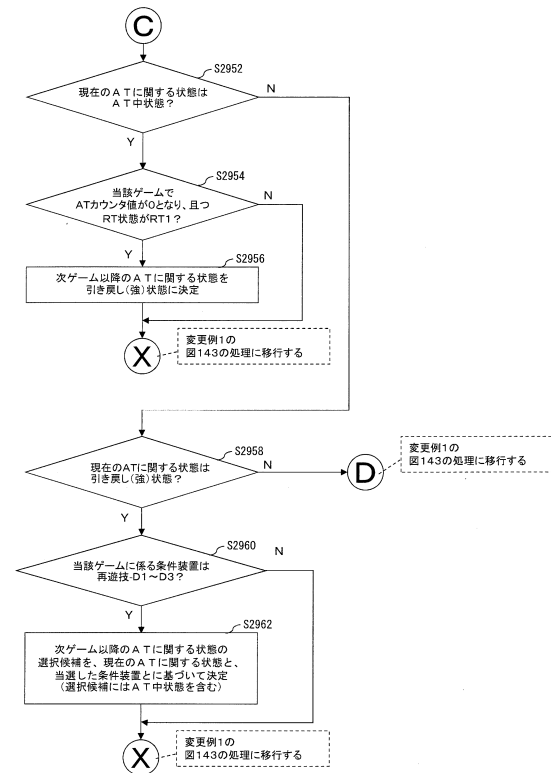 C
S2952
現在のATに関する状態は
AT中状態？
N
Y
S2954
当該ゲームで
ATカウンタ値が0となり、且つ
RT状態がRT1？
N
Y
S2956
次ゲーム以降のATに関する状態を
引き戻し(強)状態に決定
X
変更例1の
図143の処理に移行する
S2958
現在のATに関する状態は
引き戻し(強)状態？
N
D
変更例1の
図143の処理に移行する
Y
S2960
当該ゲームに係る条件装置は
再遊技-D1～D3？
N
Y
S2962
次ゲーム以降のATに関する状態の
選択候補を、現在のATに関する状態と、
当選した条件装置とに基づいて決定
(選択候補にはAT中状態を含む)
X
変更例1の
図143の処理に移行する